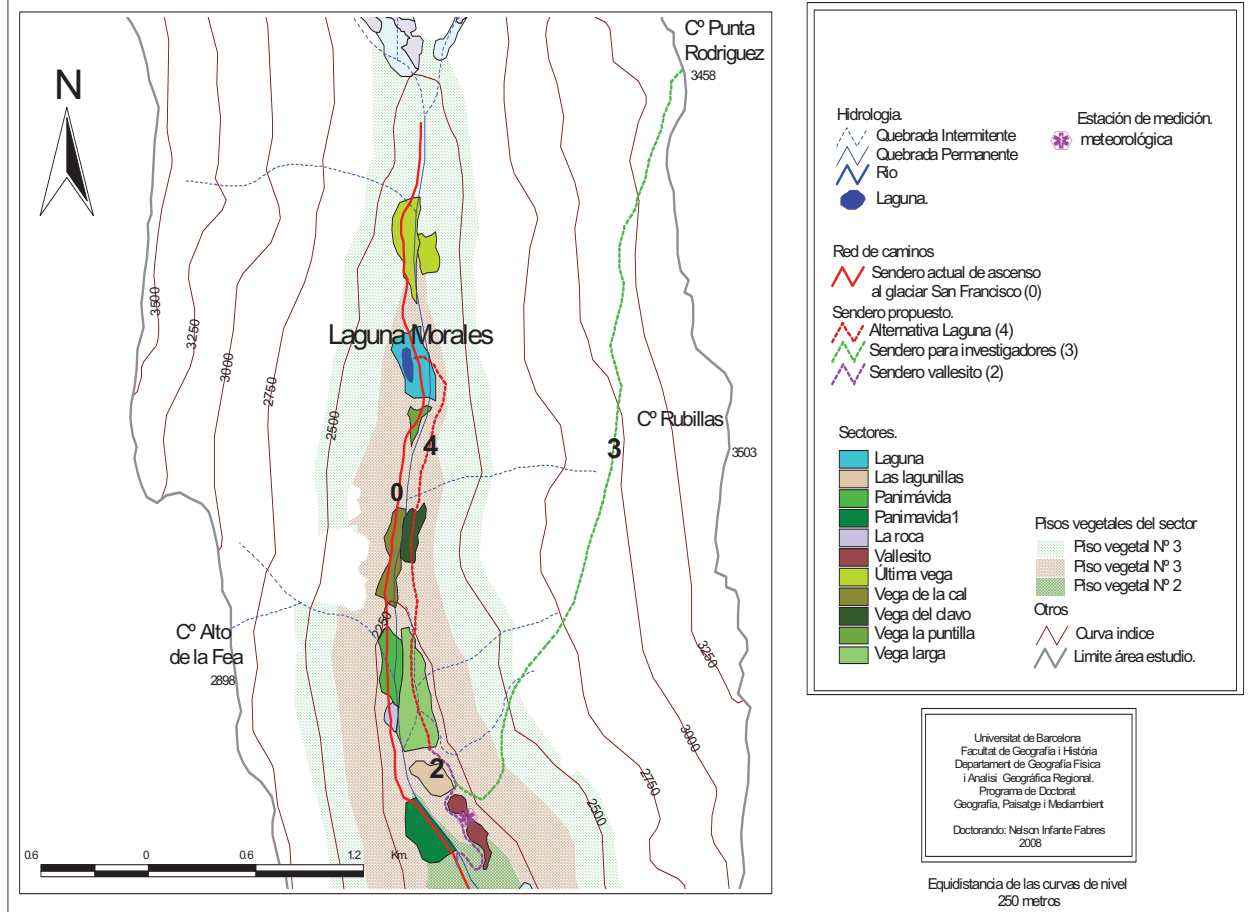 Cº Punta
Rodriguez
3458
N
3500
3250
3000
2750
2500
Laguna Morales
Cº Rubillas
3503
4
3
0
Cº Alto
de la Fea
2898
2250
3250
3000
2750
2500
2
0.6
0
0.6
1.2
Km.
Hidrologia.
Quebrada Intermitente
Quebrada Permanente
Rio
Laguna.
Estación de medición.
meteorológica
Red de caminos
Sendero actual de ascenso
al glaciar San Francisco (0)
Sendero propuesto.
Alternativa Laguna (4)
Sendero para investigadores (3)
Sendero vallesito (2)
Sectores.
Laguna
Las lagunillas
Panimávida
Panimavida1
La roca
Vallesito
Última vega
Vega de la cal
Vega del clavo
Vega la puntilla
Vega larga
Pisos vegetales del sector
Piso vegetal Nº 3
Piso vegetal Nº 3
Piso vegetal Nº 2
Otros
Curva indice
Limite área estudio.
Universitat de Barcelona
Facultat de Geografía i História
Departament de Geografía Física
i Analisi Geográfica Regional.
Programa de Doctorat
Geografía, Paisatge i Mediambient
Doctorando: Nelson Infante Fabres
2008
Equidistancia de las curvas de nivel
250 metros